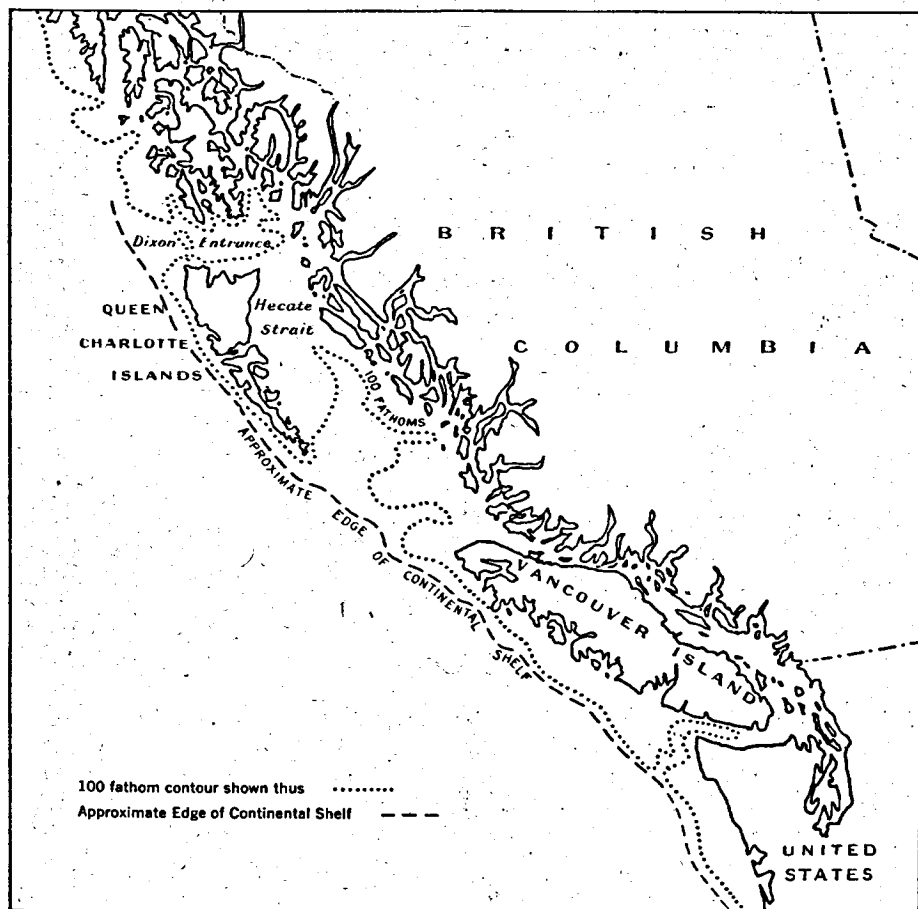 BRITISH
Dixon Entrance
QUEEN
CHARLOTTE
ISLANDS
Hecate
Strait
COLUMBIA
100 FATHOMS
APPROXIMATE EDGE OF CONTINENTAL SHELF
VANCOUVER
ISLAND
100 fathom contour shown thus
Approximate Edge of Continental Shelf
UNITED
STATES